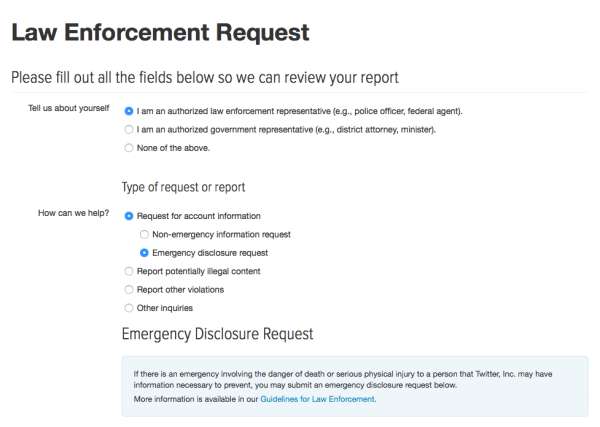 Law Enforcement Request
Please fill out all the fields below so we can review your report
Tell us about yourself
I am an authorized law enforcement representative (e.g., police officer, federal agent).
I am an authorized government representative (e.g., district attorney, minister).
None of the above.
Type of request or report
How can we help?
Request for account information
Non-emergency information request
Emergency disclosure request
Report potentially illegal content
Report other violations
Other inquiries
Emergency Disclosure Request
If there is an emergency involving the danger of death or serious physical injury to a person that Twitter, Inc. may have
information necessary to prevent, you may submit an emergency disclosure request below.
More information is available in our Guidelines for Law Enforcement.